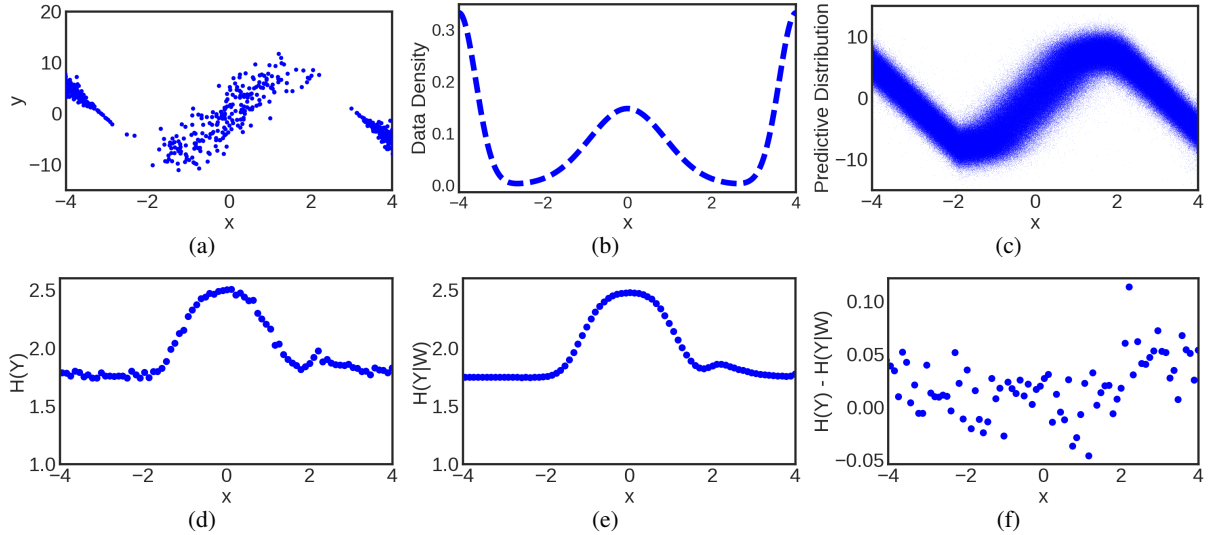 20
10
0
−10
−4
−2
0
2
4
y
x
(a)
0.3
0.2
0.1
0.0
−4
−2
0
2
4
Data Density
x
(b)
10
0
−10
−4
−2
0
2
4
Predictive Distribution
x
(c)
2.5
2.0
1.5
1.0
−4
−2
0
2
4
H(Y)
x
(d)
2.5
2.0
1.5
1.0
−4
−2
0
2
4
H(Y|W)
x
(e)
0.10
0.05
0.00
−0.05
−4
−2
0
2
4
H(Y) - H(Y|W)
x
(f)